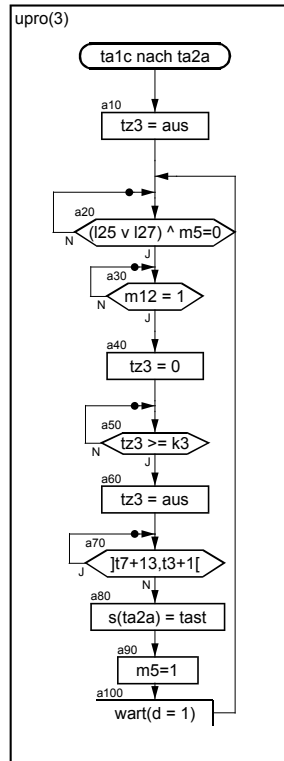 upro(3)
ta1c nach ta2a
a10
tz3 = aus
a20
(l25 v l27) ^ m5=0
N
J
a30
m12 = 1
N
J
a40
tz3 = 0
a50
tz3 >= k3
N
J
a60
tz3 = aus
a70
]t7+13,t3+1[
J
N
a80
s(ta2a) = tast
a90
m5=1
a100
wart(d = 1)